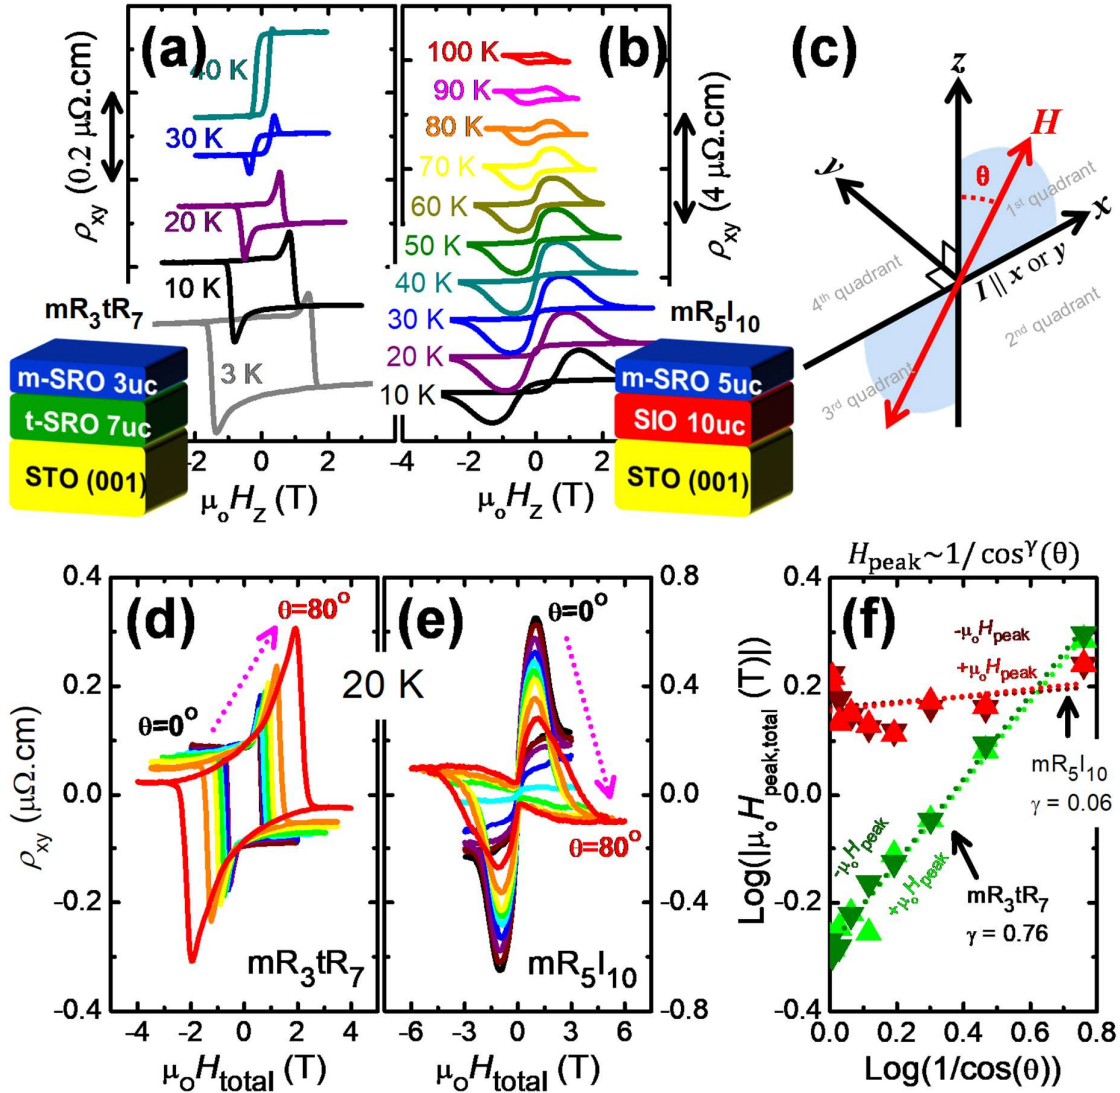 (a)
40 K
30 K
20 K
10 K
3 K
ρxy (0.2 μΩ.cm)
mR3tR7
m-SRO 3uc
t-SRO 7uc
STO (001)
−2 0 2
μoHZ (T)
(b)
100 K
90 K
80 K
70 K
60 K
50 K
40 K
30 K
20 K
10 K
ρxy (4 μΩ.cm)
mR5I10
m-SRO 5uc
SIO 10uc
STO (001)
−4 −2 0 2
μoHZ (T)
(c)
z
H
y
θ
1st quadrant
x
I || x or y
4th quadrant
2nd quadrant
3rd quadrant
(d)
θ=80o
θ=0o
20 K
mR3tR7
0.4
0.2
0.0
−0.2
−0.4
ρxy (μΩ.cm)
−4 −2 0 2 4
μoHtotal (T)
(e)
θ=0o
θ=80o
mR5I10
0.8
0.4
0.0
−0.4
−0.8
−6 −3 0 3 6
μoHtotal (T)
Hpeak~1/ cosγ(θ)
(f)
-μoHpeak
+μoHpeak
mR5I10
γ = 0.06
-μoHpeak
+μoHpeak
mR3tR7
γ = 0.76
0.4
0.2
0.0
−0.2
−0.4
Log(|μoHpeak,total (T)|)
0.0 0.2 0.4 0.6 0.8
Log(1/cos(θ))